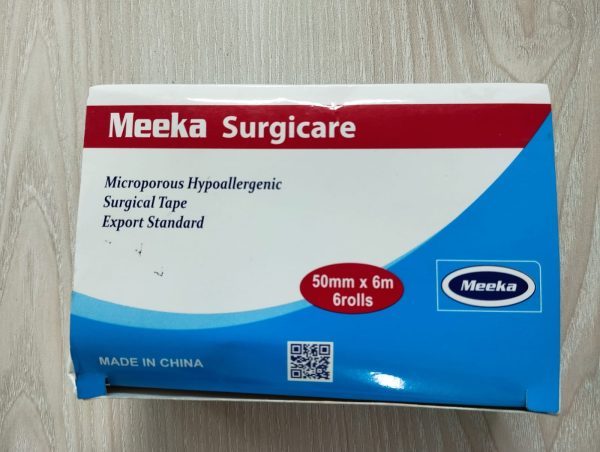 Meeka Surgicare
Microporous Hypoallergenic
Surgical Tape
Export Standard
50mm x 6m
6rolls
Meeka
MADE IN CHINA